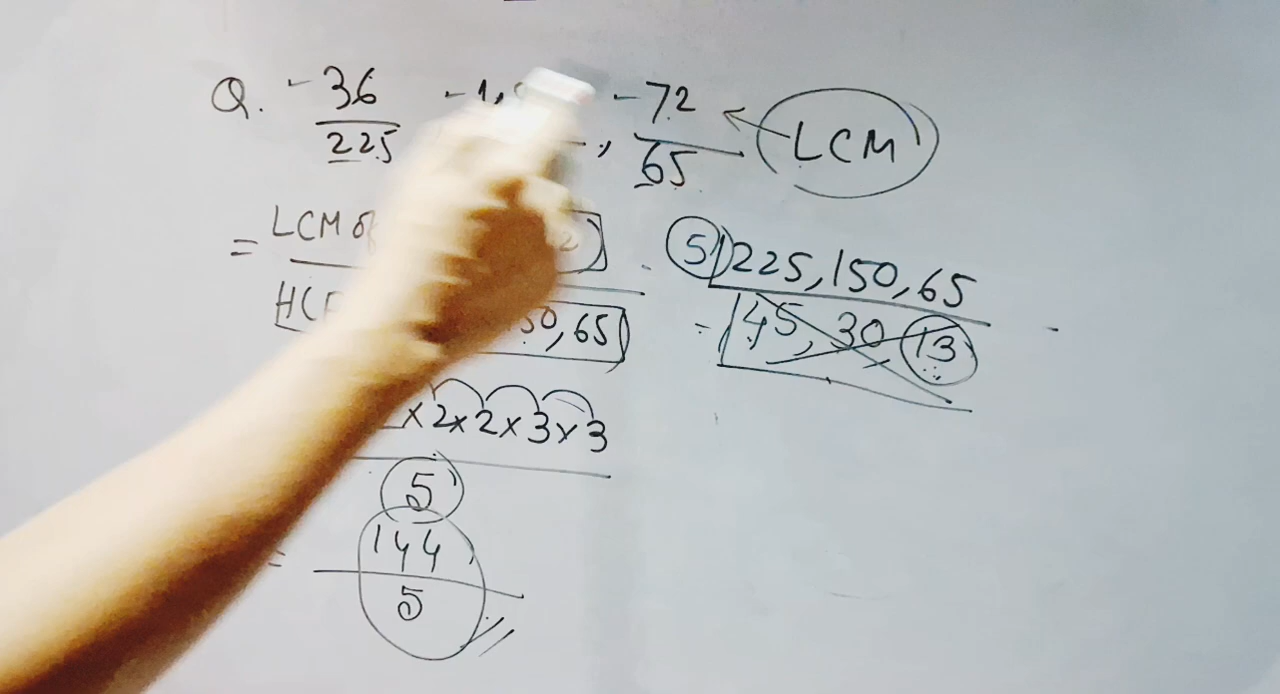 Q. -36/225 , -72/65 ← LCM
= LCM of
HCF 50, 65
5 | 225, 150, 65
= 45, 30, 13
×2×2×3×3
5
= 144/5